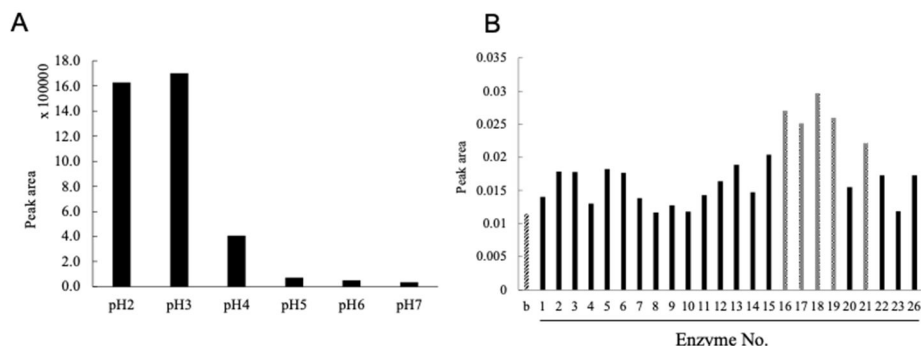 A
x 100000
Peak area
18.0
16.0
14.0
12.0
10.0
8.0
6.0
4.0
2.0
0.0
pH2 pH3 pH4 pH5 pH6 pH7
B
Peak area
0.035
0.03
0.025
0.02
0.015
0.01
0.005
0
b 1 2 3 4 5 6 7 8 9 10 11 12 13 14 15 16 17 18 19 20 21 22 23 26
Enzyme No.